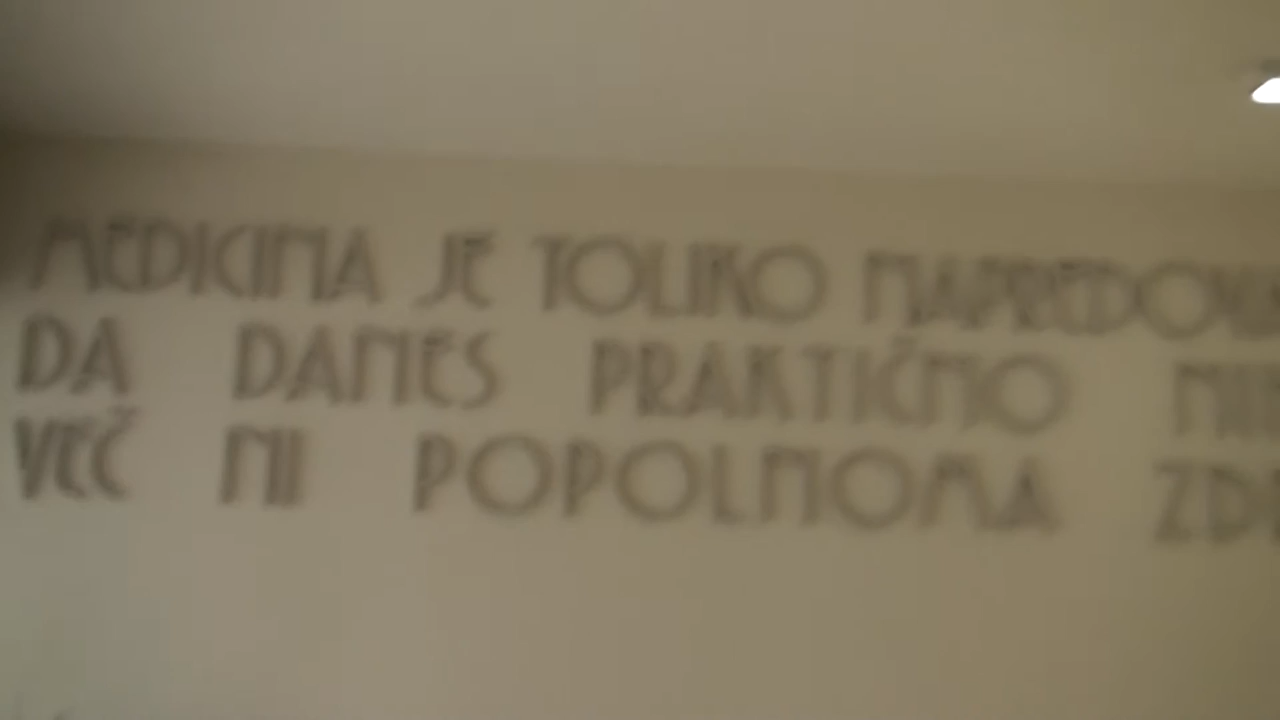 MEDICINA JE TOLIKO
DA DANES PRAKTIČNO
VEČ NI POPOLNOMA